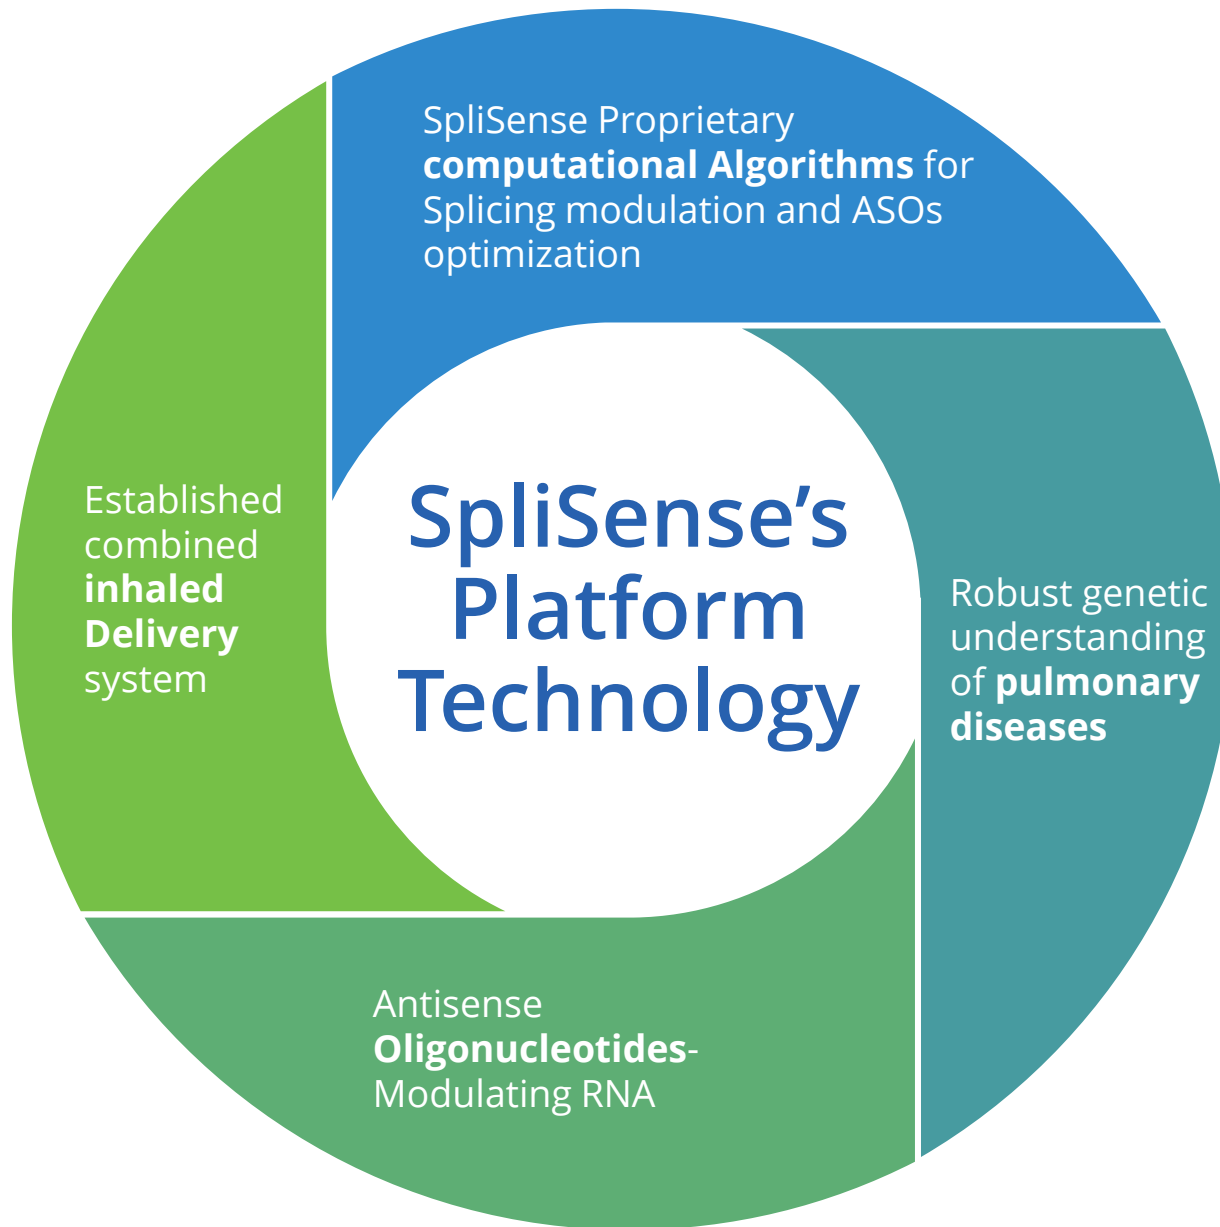 SpliSense Proprietary
computational Algorithms for
Splicing modulation and ASOs
optimization
Established
combined
inhaled
Delivery
system
SpliSense’s
Platform
Technology
Robust genetic
understanding
of pulmonary
diseases
Antisense
Oligonucleotides-
Modulating RNA